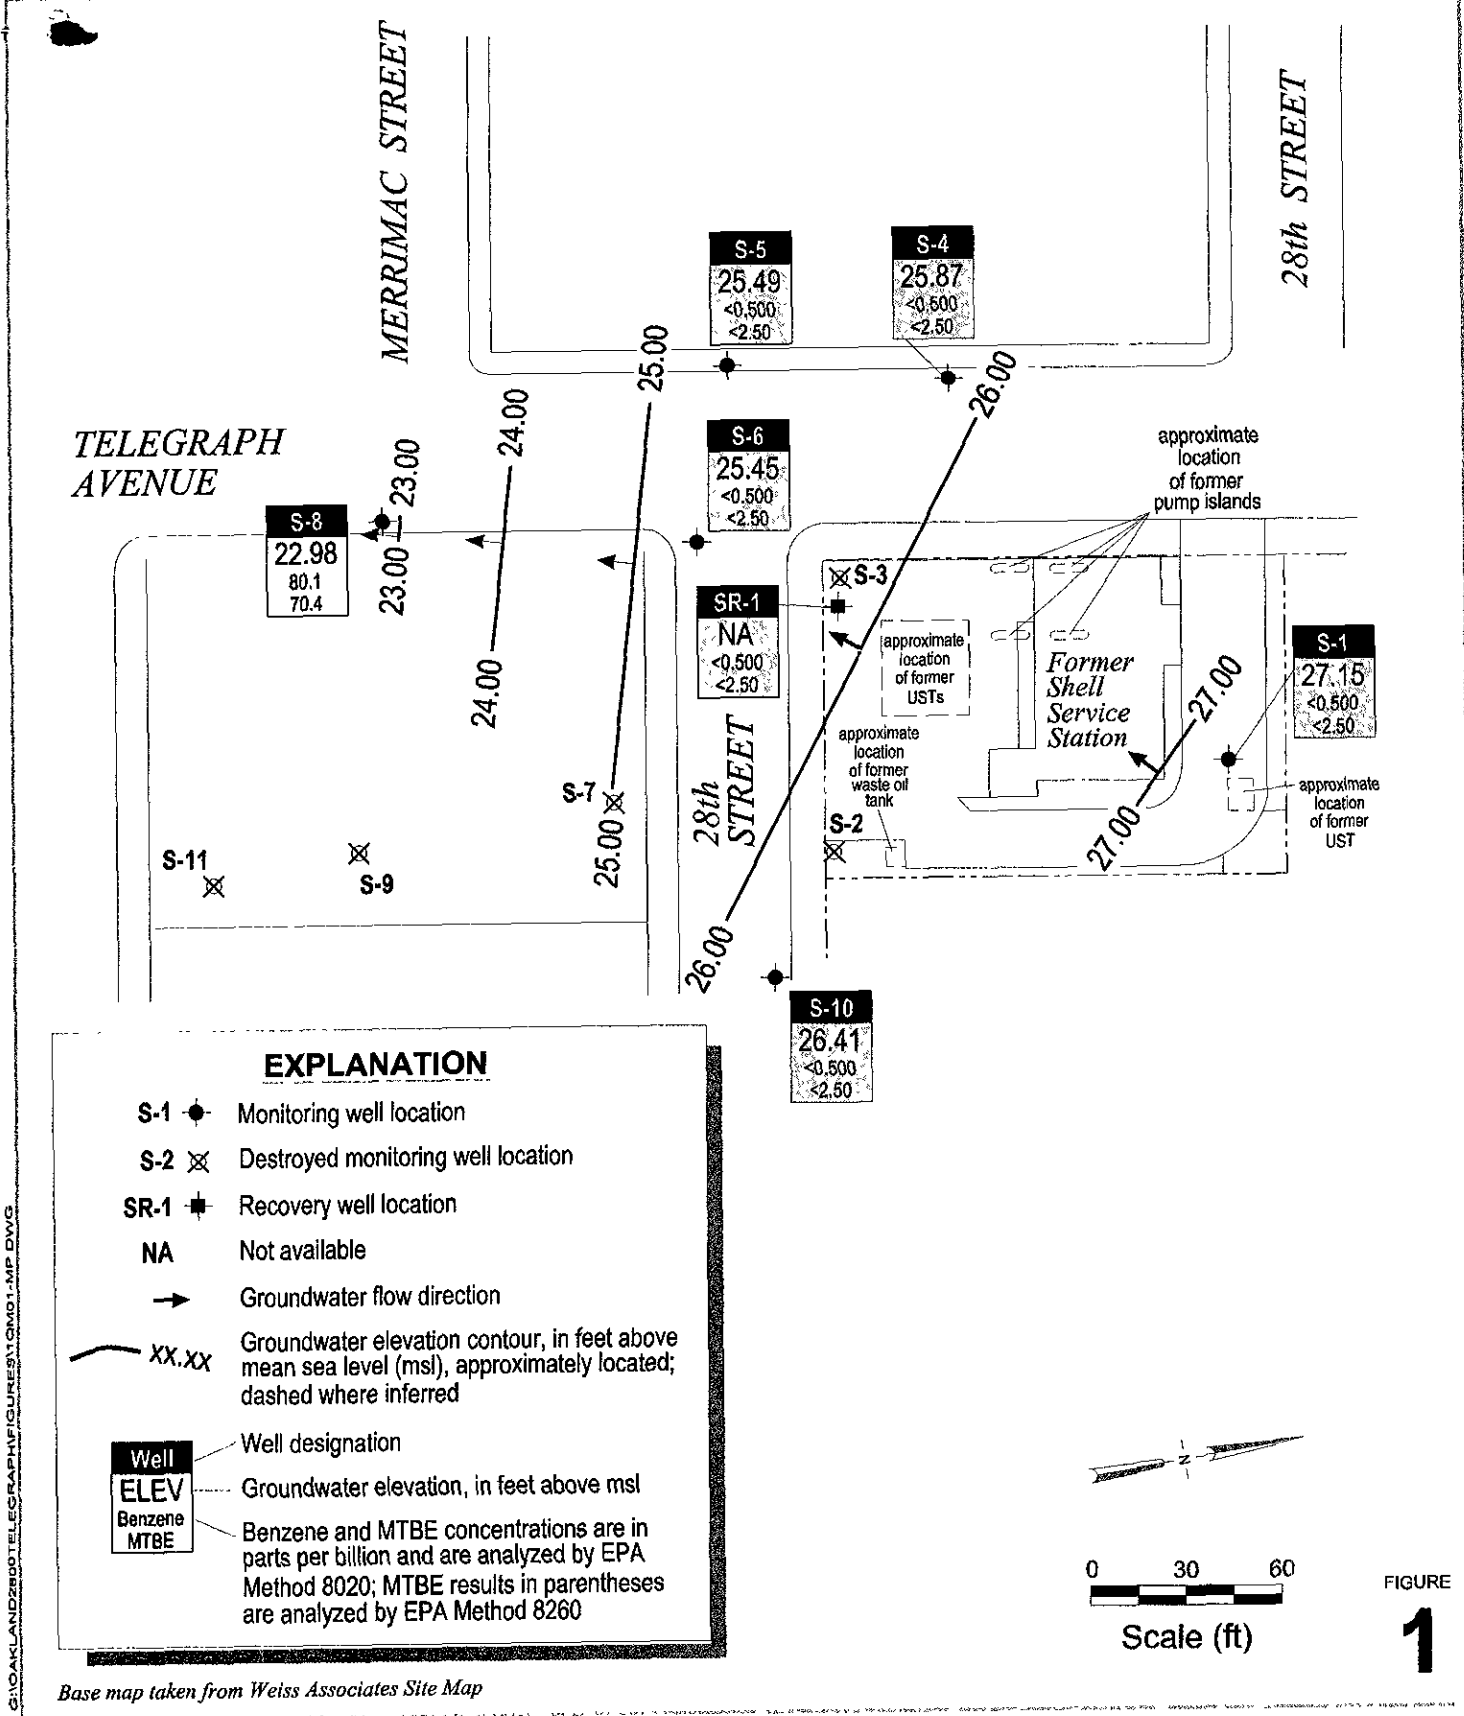 MERRIMAC STREET
28th STREET
S-5
25.49
<0.500
<2.50
S-4
25.87
<0.500
<2.50
25.00
26.00
24.00
TELEGRAPH
AVENUE
23.00
S-6
25.45
<0.500
<2.50
approximate
location
of former
pump islands
S-8
22.98
80.1
70.4
23.00
S-3
SR-1
NA
<0.500
<2.50
approximate
location
of former
USTs
Former
Shell
Service
Station
S-1
27.15
<0.500
<2.50
24.00
27.00
28th
STREET
approximate
location
of former
waste oil
tank
S-7
S-2
approximate
location
of former
UST
25.00
27.00
S-11
S-9
26.00
S-10
26.41
<0.500
<2.50
EXPLANATION
S-1 Monitoring well location
S-2 Destroyed monitoring well location
SR-1 Recovery well location
NA Not available
Groundwater flow direction
XX.XX Groundwater elevation contour, in feet above
mean sea level (msl), approximately located;
dashed where inferred
Well
ELEV
Benzene
MTBE
Well designation
Groundwater elevation, in feet above msl
Benzene and MTBE concentrations are in
parts per billion and are analyzed by EPA
Method 8020; MTBE results in parentheses
are analyzed by EPA Method 8260
N
0 30 60
Scale (ft)
FIGURE
1
Base map taken from Weiss Associates Site Map
G:\OAKLAND2800TELEGRAPH\FIGURES\1QM01-MP DWG